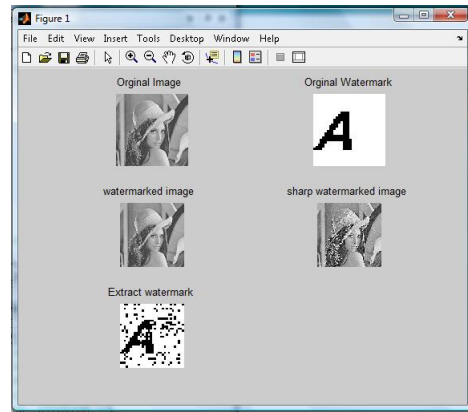 Figure 1
File Edit View Insert Tools Desktop Window Help
Orginal Image
Orginal Watermark
A
watermarked image
sharp watermarked image
Extract watermark
A